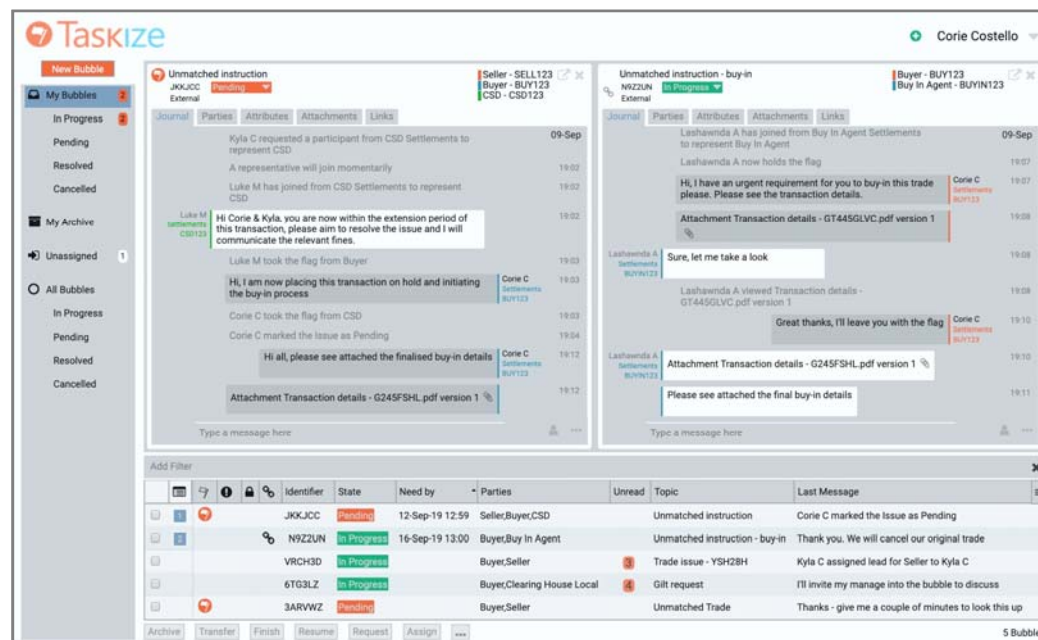 Taskize
Corie Costello
New Bubble
My Bubbles 2
In Progress 2
Pending
Resolved
Cancelled
My Archive
Unassigned 1
All Bubbles
In Progress
Pending
Resolved
Cancelled
Unmatched instruction
JKKJCC Pending
External
Seller - SELL123
Buyer - BUY123
CSD - CSD123
Journal Parties Attributes Attachments Links
Kyla C requested a participant from CSD Settlements to
represent CSD
09-Sep
A representative will join momentarily 19:02
Luke M has joined from CSD Settlements to represent
CSD
19:02
Luke M
Settlements
CSD123
Hi Corie & Kyla, you are now within the extension period of
this transaction, please aim to resolve the issue and I will
communicate the relevant fines.
19:02
Luke M took the flag from Buyer 19:03
Hi, I am now placing this transaction on hold and initiating
the buy-in process
Corie C
Settlements
BUY123
19:03
Corie C took the flag from CSD 19:03
Corie C marked the Issue as Pending 19:04
Hi all, please see attached the finalised buy-in details
Corie C
Settlements
BUY123
19:12
Attachment Transaction details - G245FSHL.pdf version 1 19:12
Type a message here
Unmatched instruction - buy-in
N9Z2UN In Progress
External
Buyer - BUY123
Buy In Agent - BUYIN123
Journal Parties Attributes Attachments Links
Lashawnda A has joined from Buy In Agent Settlements
to represent Buy In Agent
09-Sep
Lashawnda A now holds the flag 19:07
Hi, I have an urgent requirement for you to buy-in this trade
please. Please see the transaction details.
Corie C
Settlements
BUY123
19:07
Attachment Transaction details - GT445GLVC.pdf version 1
19:08
Lashawnda A
Settlements
BUYIN123
Sure, let me take a look
19:08
Lashawnda A viewed Transaction details -
GT445GLVC.pdf version 1
19:08
Great thanks, I'll leave you with the flag
Corie C
Settlements
BUY123
19:10
Lashawnda A
Settlements
BUYIN123
Attachment Transaction details - G245FSHL.pdf version 1
19:10
Please see attached the final buy-in details
19:11
Type a message here
Add Filter
Identifier State Need by Parties Unread Topic Last Message
1 JKKJCC Pending 12-Sep-19 12:59 Seller,Buyer,CSD Unmatched instruction Corie C marked the Issue as Pending
2 N9Z2UN In Progress 16-Sep-19 13:00 Buyer,Buy In Agent Unmatched instruction - buy-in Thank you. We will cancel our original trade
VRCH3D In Progress Buyer,Seller 3 Trade issue - YSH28H Kyla C assigned lead for Seller to Kyla C
6TG3LZ In Progress Buyer,Clearing House Local 4 Gilt request I'll invite my manage into the bubble to discuss
3ARVWZ Pending Buyer,Seller Unmatched Trade Thanks - give me a couple of minutes to look this up
Archive Transfer Finish Resume Request Assign ...
5 Bubble